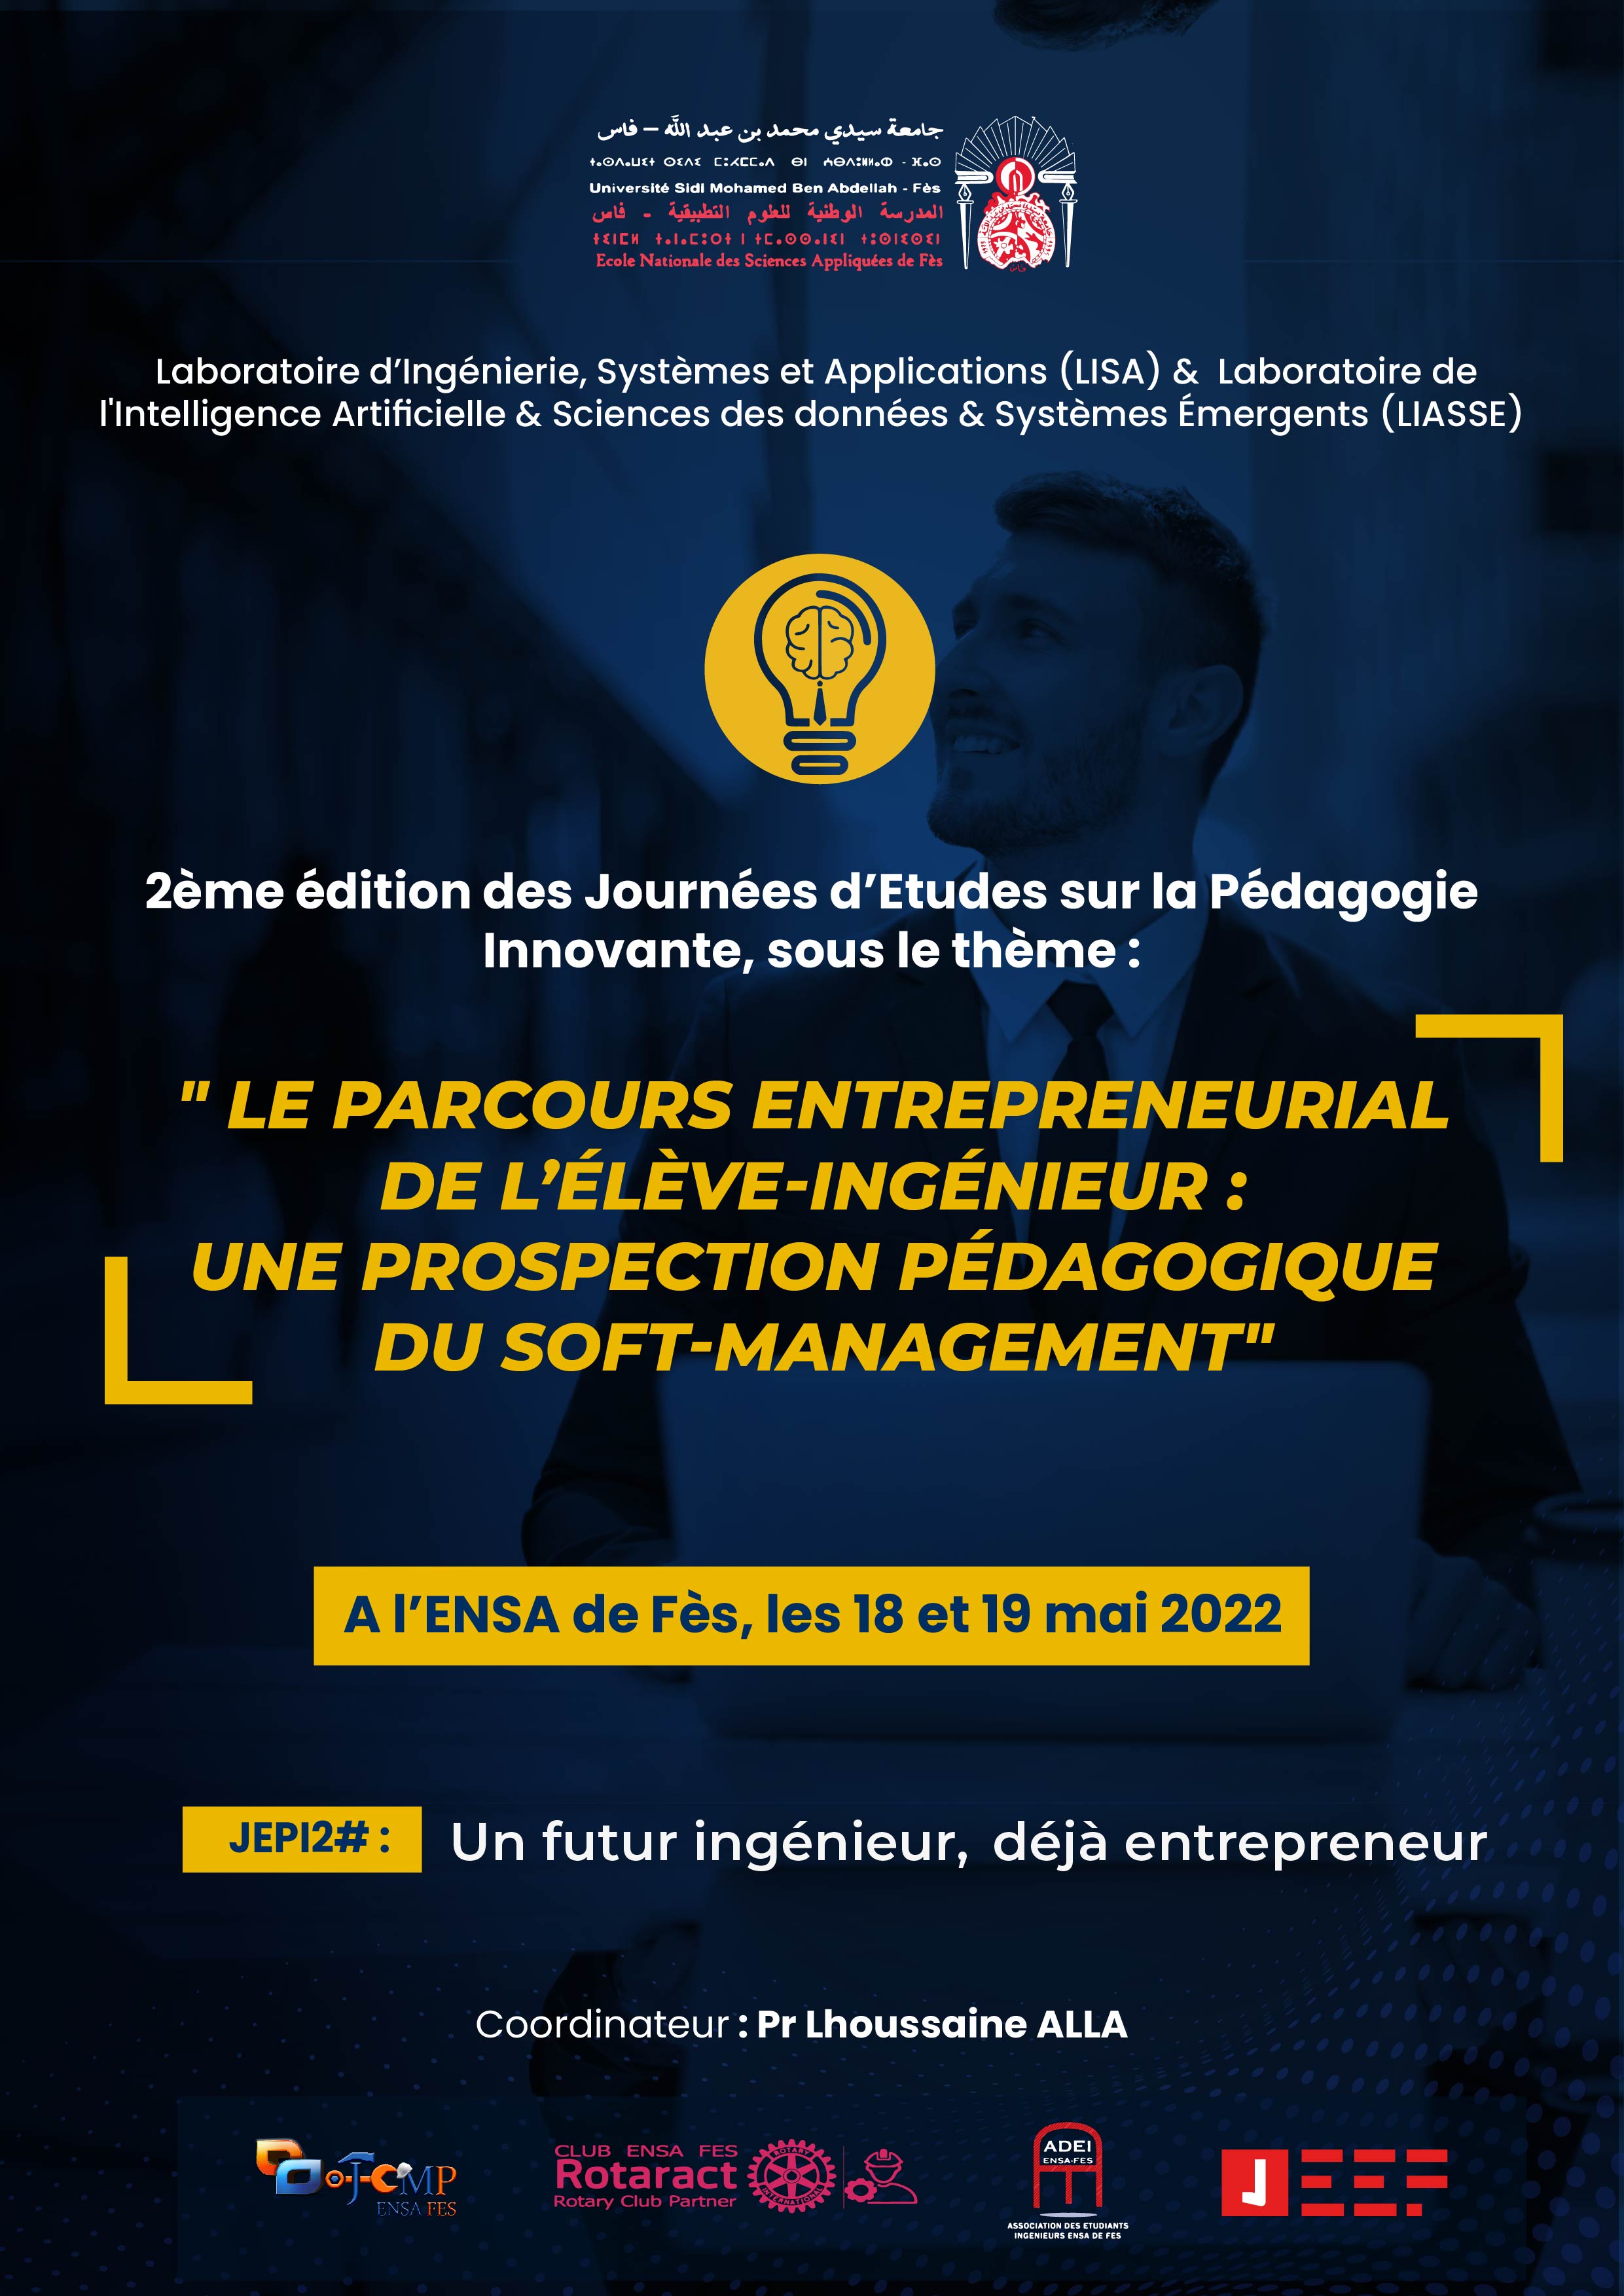 جامعة سيدي محمد بن عبد الله – فاس
Université Sidi Mohamed Ben Abdellah - Fès
المدرسة الوطنية للعلوم التطبيقية - فاس
Ecole Nationale des Sciences Appliquées de Fès
Laboratoire d’Ingénierie, Systèmes et Applications (LISA) & Laboratoire de
l'Intelligence Artificielle & Sciences des données & Systèmes Émergents (LIASSE)
2ème édition des Journées d’Etudes sur la Pédagogie
Innovante, sous le thème :
" LE PARCOURS ENTREPRENEURIAL
DE L’ÉLÈVE-INGÉNIEUR :
UNE PROSPECTION PÉDAGOGIQUE
DU SOFT-MANAGEMENT"
A l’ENSA de Fès, les 18 et 19 mai 2022
JEPI2# : Un futur ingénieur, déjà entrepreneur
Coordinateur : Pr Lhoussaine ALLA
ENSA FES
CLUB ENSA FES
Rotaract
Rotary Club Partner
ROTARY
INTERNATIONAL
ADEI
ENSA-FES
ASSOCIATION DES ETUDIANTS
INGENIEURS ENSA DE FES
JEEF